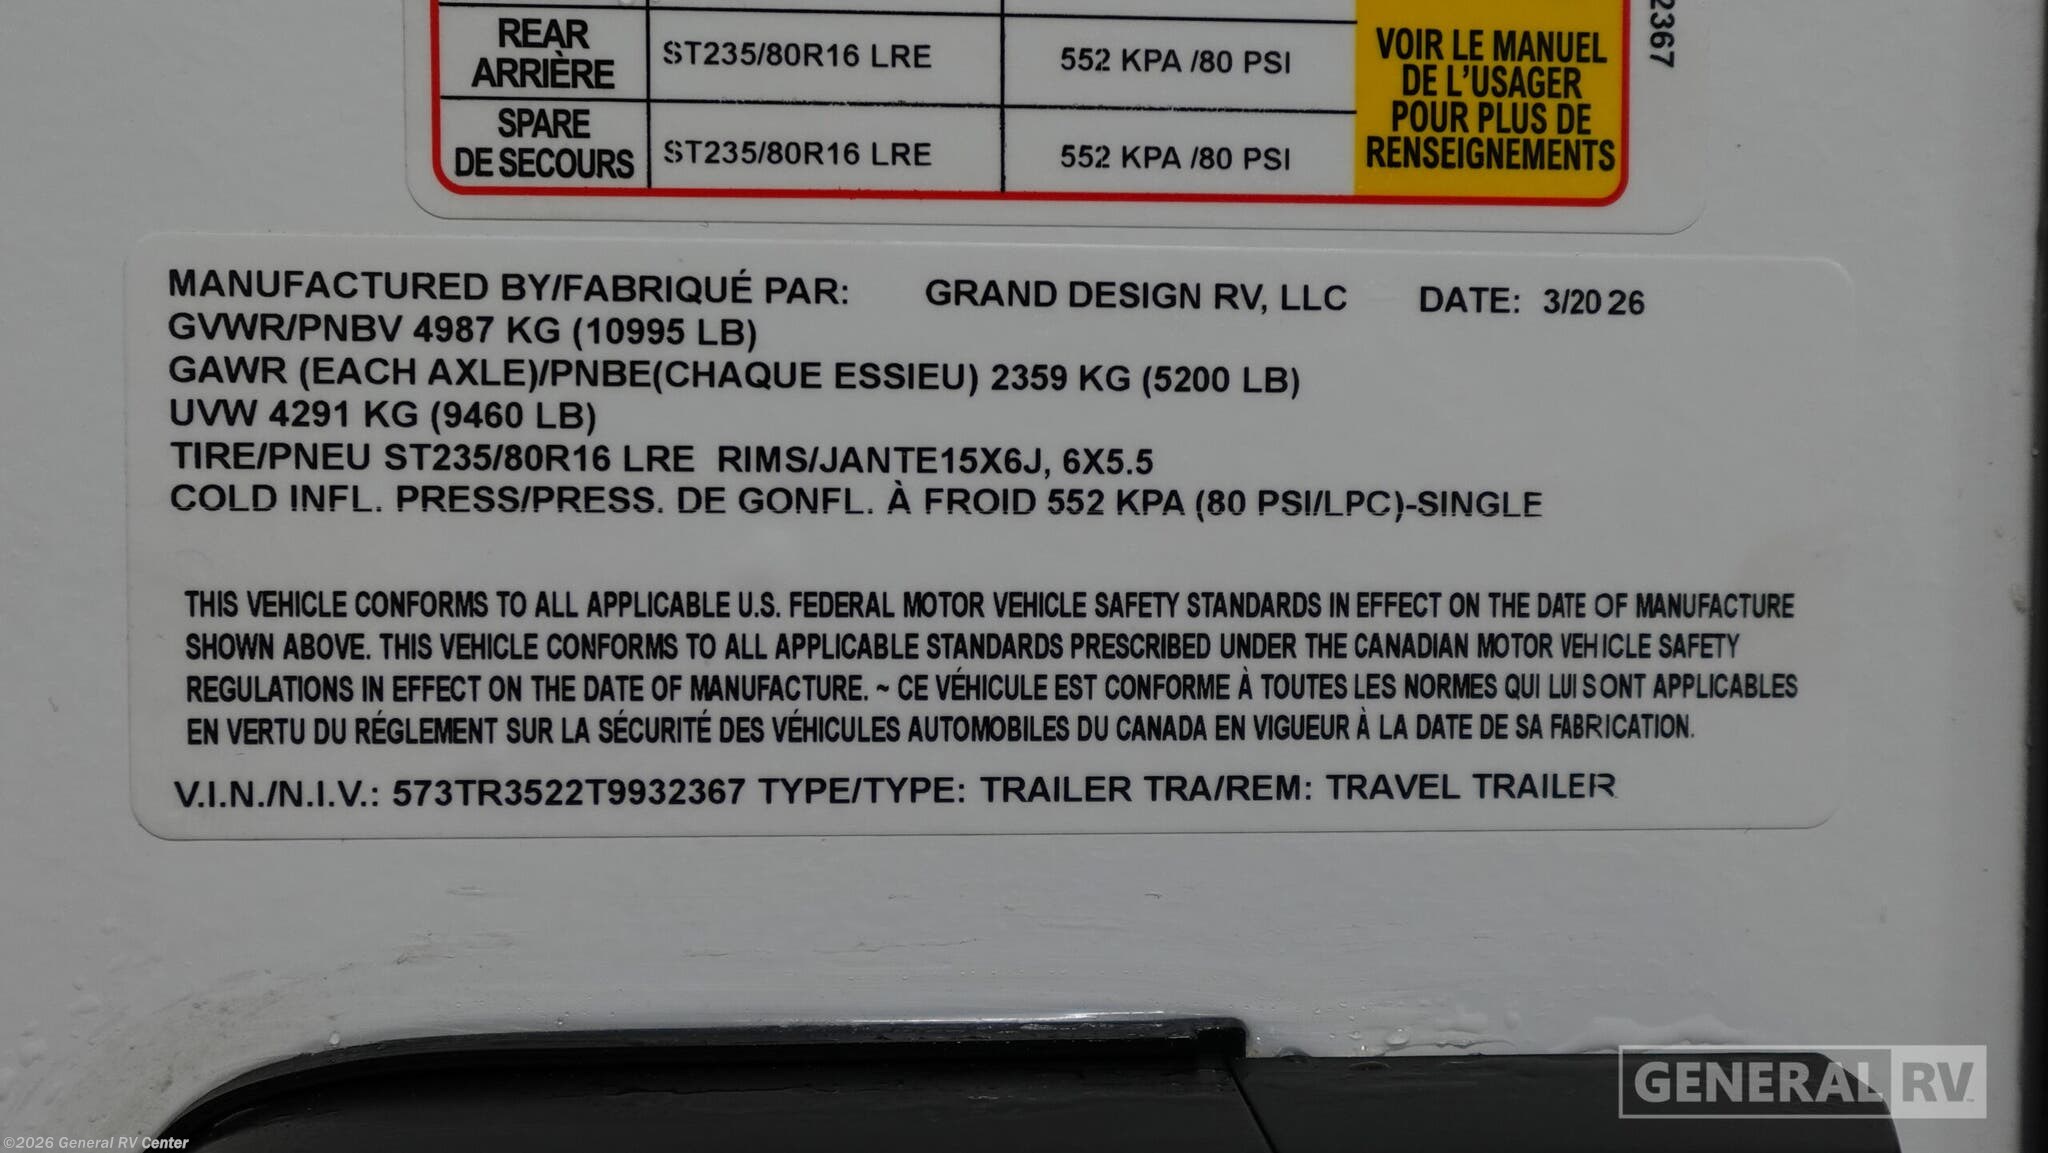 REAR
ARRIÈRE
ST235/80R16 LRE
552 KPA /80 PSI
SPARE
DE SECOURS
ST235/80R16 LRE
552 KPA /80 PSI
VOIR LE MANUEL
DE L'USAGER
POUR PLUS DE
RENSEIGNEMENTS
2367
MANUFACTURED BY/FABRIQUÉ PAR: GRAND DESIGN RV, LLC DATE: 3/2026
GVWR/PNBV 4987 KG (10995 LB)
GAWR (EACH AXLE)/PNBE(CHAQUE ESSIEU) 2359 KG (5200 LB)
UVW 4291 KG (9460 LB)
TIRE/PNEU ST235/80R16 LRE RIMS/JANTE15X6J, 6X5.5
COLD INFL. PRESS/PRESS. DE GONFL. À FROID 552 KPA (80 PSI/LPC)-SINGLE
THIS VEHICLE CONFORMS TO ALL APPLICABLE U.S. FEDERAL MOTOR VEHICLE SAFETY STANDARDS IN EFFECT ON THE DATE OF MANUFACTURE
SHOWN ABOVE. THIS VEHICLE CONFORMS TO ALL APPLICABLE STANDARDS PRESCRIBED UNDER THE CANADIAN MOTOR VEHICLE SAFETY
REGULATIONS IN EFFECT ON THE DATE OF MANUFACTURE. ~ CE VÉHICULE EST CONFORME À TOUTES LES NORMES QUI LUI SONT APPLICABLES
EN VERTU DU RÉGLEMENT SUR LA SÉCURITÉ DES VÉHICULES AUTOMOBILES DU CANADA EN VIGUEUR À LA DATE DE SA FABRICATION.
V.I.N./N.I.V.: 573TR3522T9932367 TYPE/TYPE: TRAILER TRA/REM: TRAVEL TRAILER
GENERAL RV
©2026 General RV Center